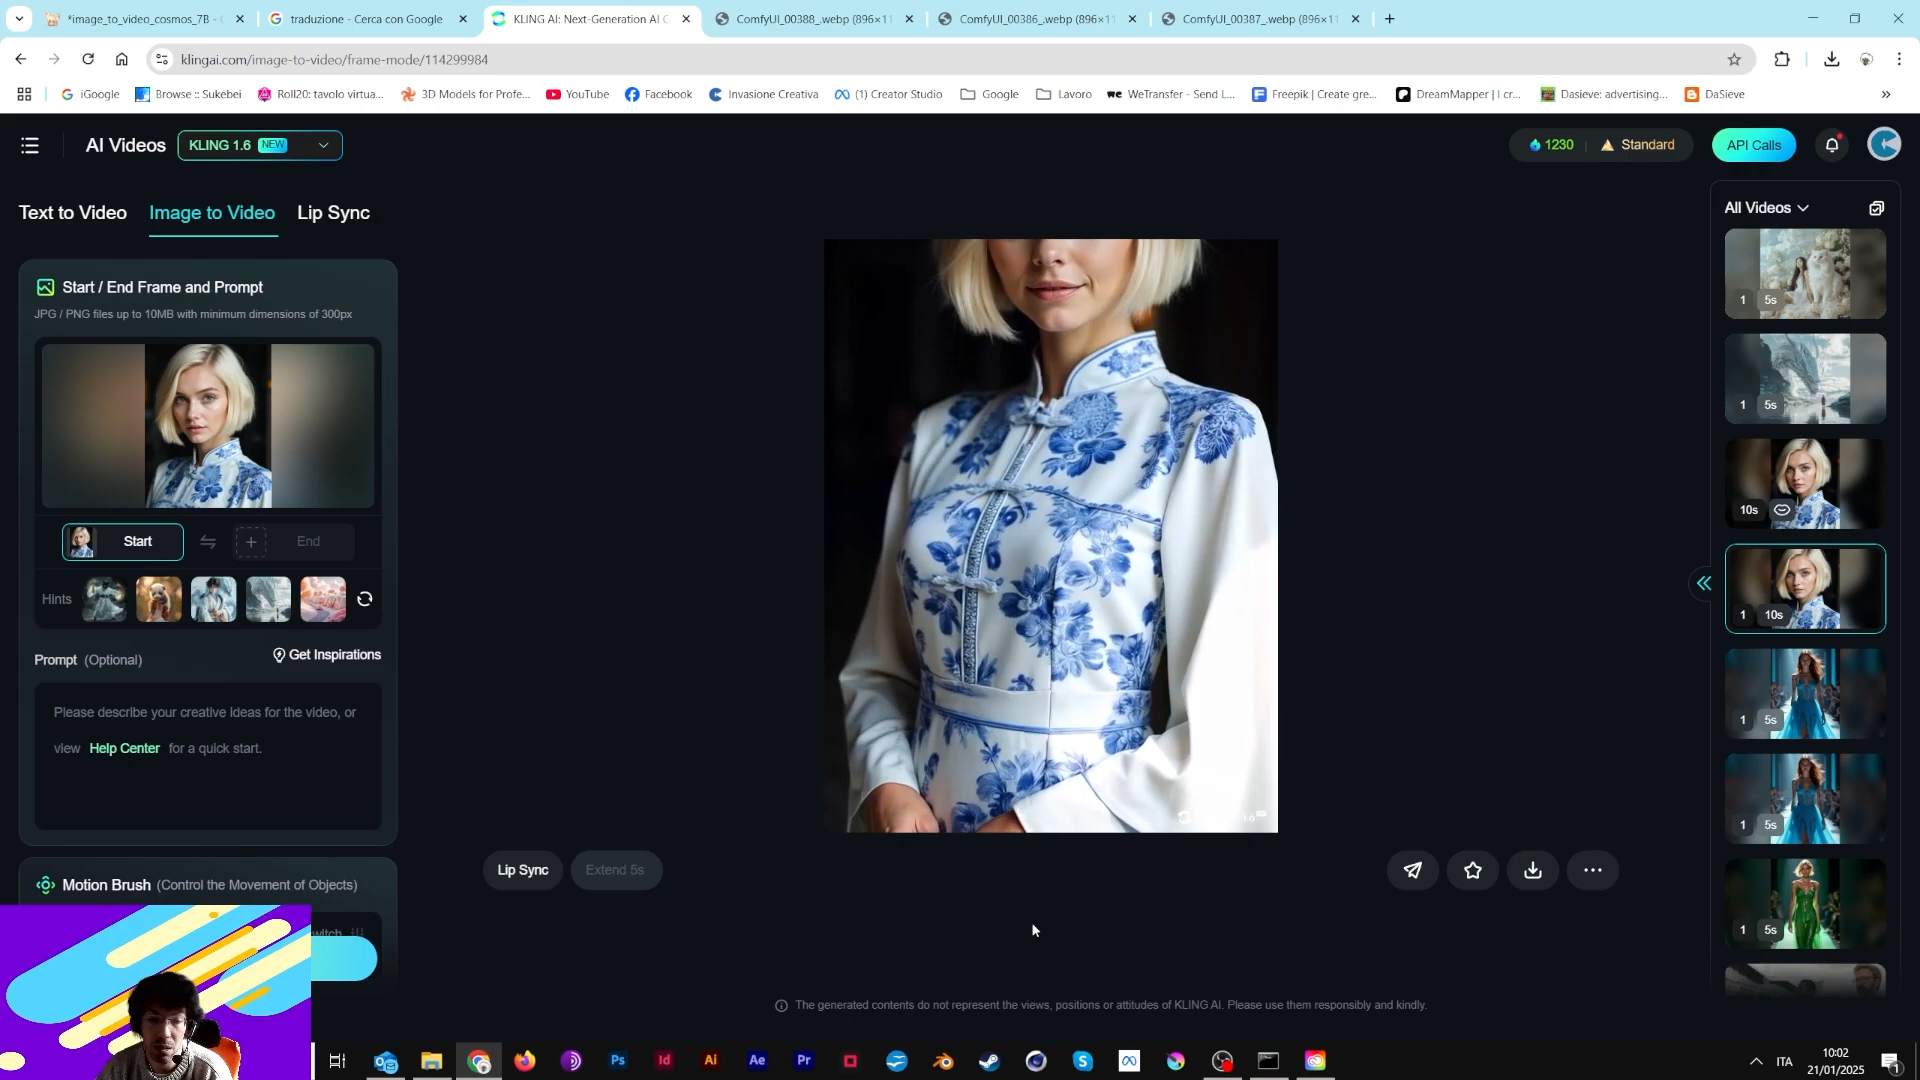 *image_to_video_cosmos_7B - C
traduzione - Cerca con Google
KLING AI: Next-Generation AI C
ComfyUI_00388_.webp (896×11
ComfyUI_00386_.webp (896×11
ComfyUI_00387_.webp (896×11
klingai.com/image-to-video/frame-mode/114299984
iGoogle
Browse :: Sukebei
Roll20: tavolo virtua...
3D Models for Profe...
YouTube
Facebook
Invasione Creativa
(1) Creator Studio
Google
Lavoro
WeTransfer - Send L...
Freepik | Create gre...
DreamMapper | I cr...
Dasieve: advertising...
DaSieve
AI Videos
KLING 1.6 NEW
1230
Standard
API Calls
Text to Video
Image to Video
Lip Sync
All Videos
Start / End Frame and Prompt
JPG / PNG files up to 10MB with minimum dimensions of 300px
1 5s
1 5s
10s
1 10s
1 5s
1 5s
1 5s
Start
End
Hints
Prompt (Optional)
Get Inspirations
Please describe your creative ideas for the video, or
view Help Center for a quick start.
Lip Sync
Extend 5s
Motion Brush (Control the Movement of Objects)
The generated contents do not represent the views, positions or attitudes of KLING AI. Please use them responsibly and kindly.
Ps
Id
Ai
Ae
Pr
ITA
10:02
21/01/2025
1